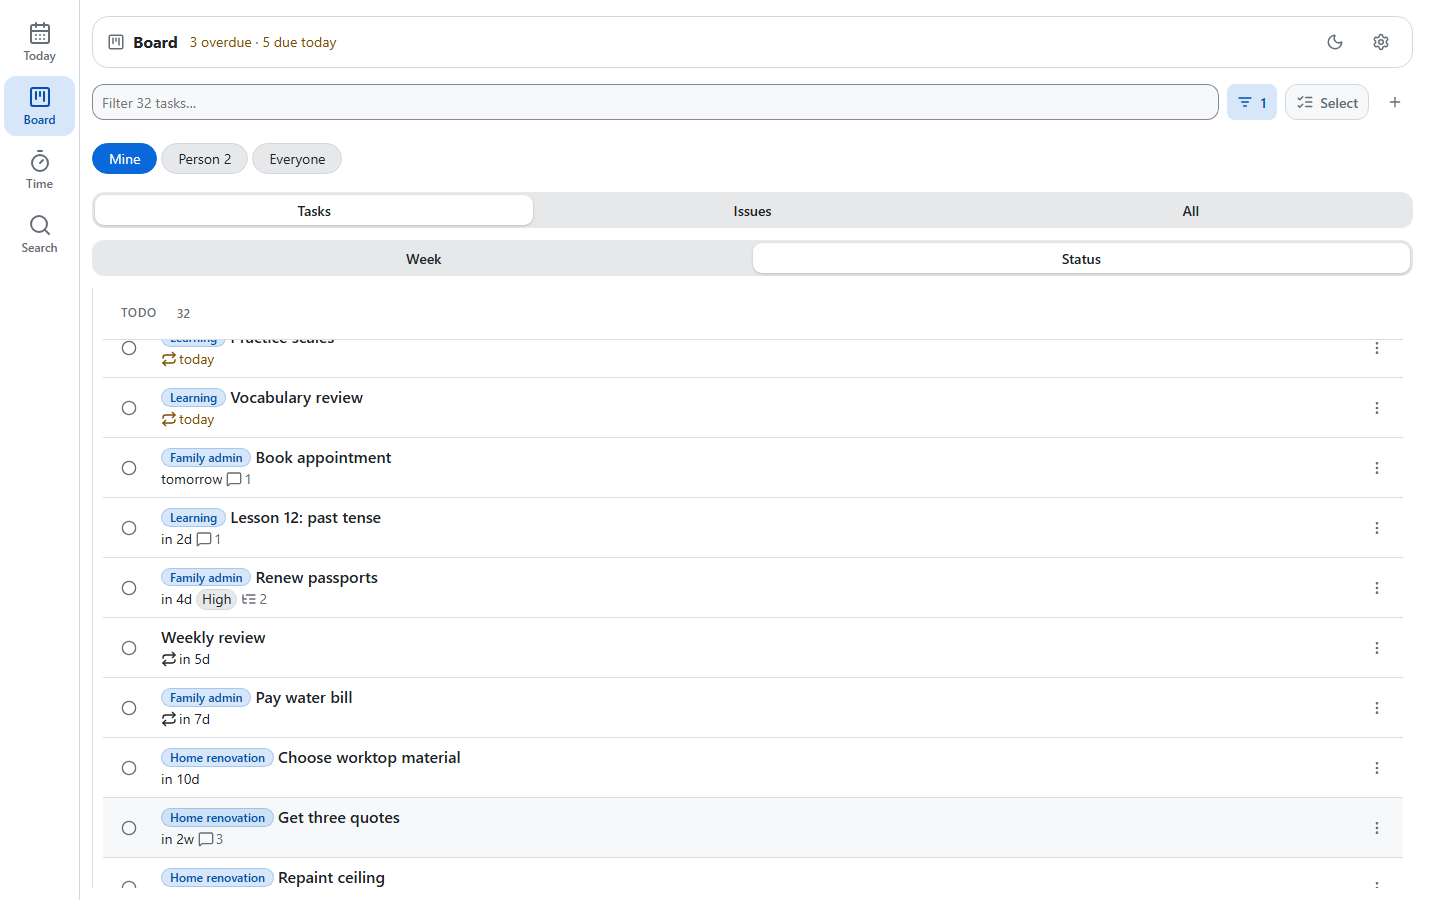 Today
Board
Time
Search
Board 3 overdue · 5 due today
Filter 32 tasks...
1
Select
Mine
Person 2
Everyone
Tasks
Issues
All
Week
Status
TODO 32
Learning Practice scales
today
Learning Vocabulary review
today
Family admin Book appointment
tomorrow 1
Learning Lesson 12: past tense
in 2d 1
Family admin Renew passports
in 4d High 2
Weekly review
in 5d
Family admin Pay water bill
in 7d
Home renovation Choose worktop material
in 10d
Home renovation Get three quotes
in 2w 3
Home renovation Repaint ceiling